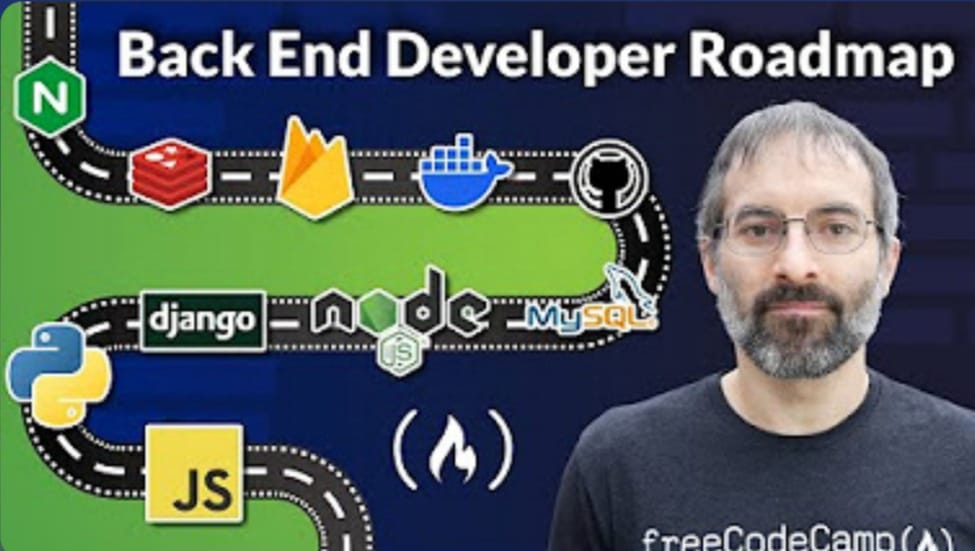 Back End Developer Roadmap
N
django
node
JS
MySQL
JS
freeCodeCamp(